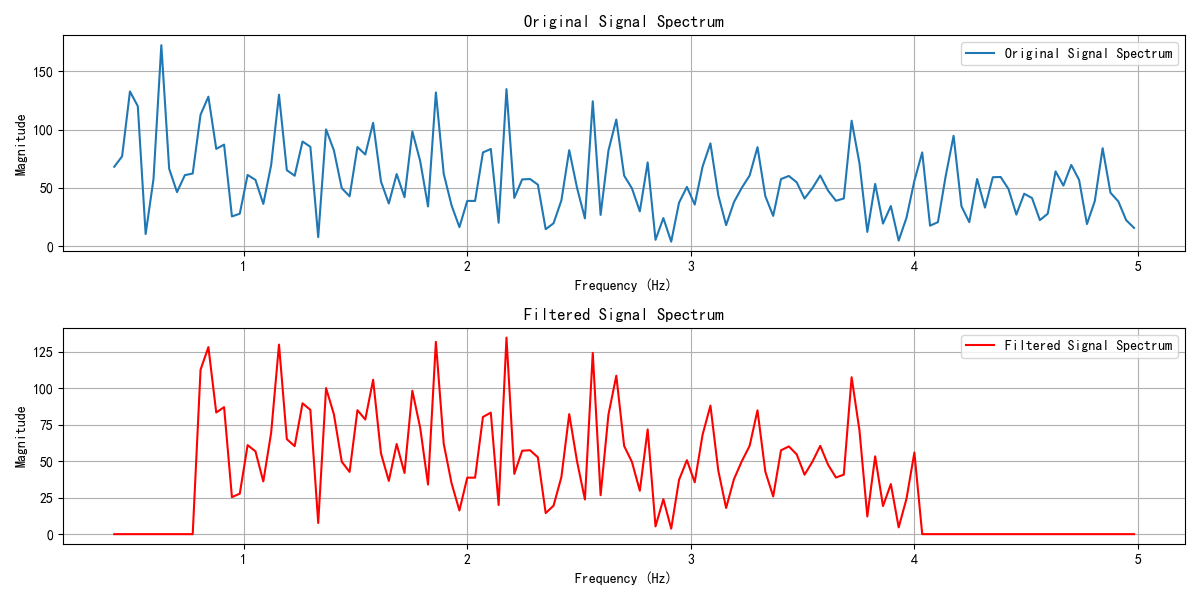 Original Signal Spectrum
Original Signal Spectrum
Magnitude
150
100
50
0
1 2 3 4 5
Frequency (Hz)
Filtered Signal Spectrum
Filtered Signal Spectrum
Magnitude
125
100
75
50
25
0
1 2 3 4 5
Frequency (Hz)